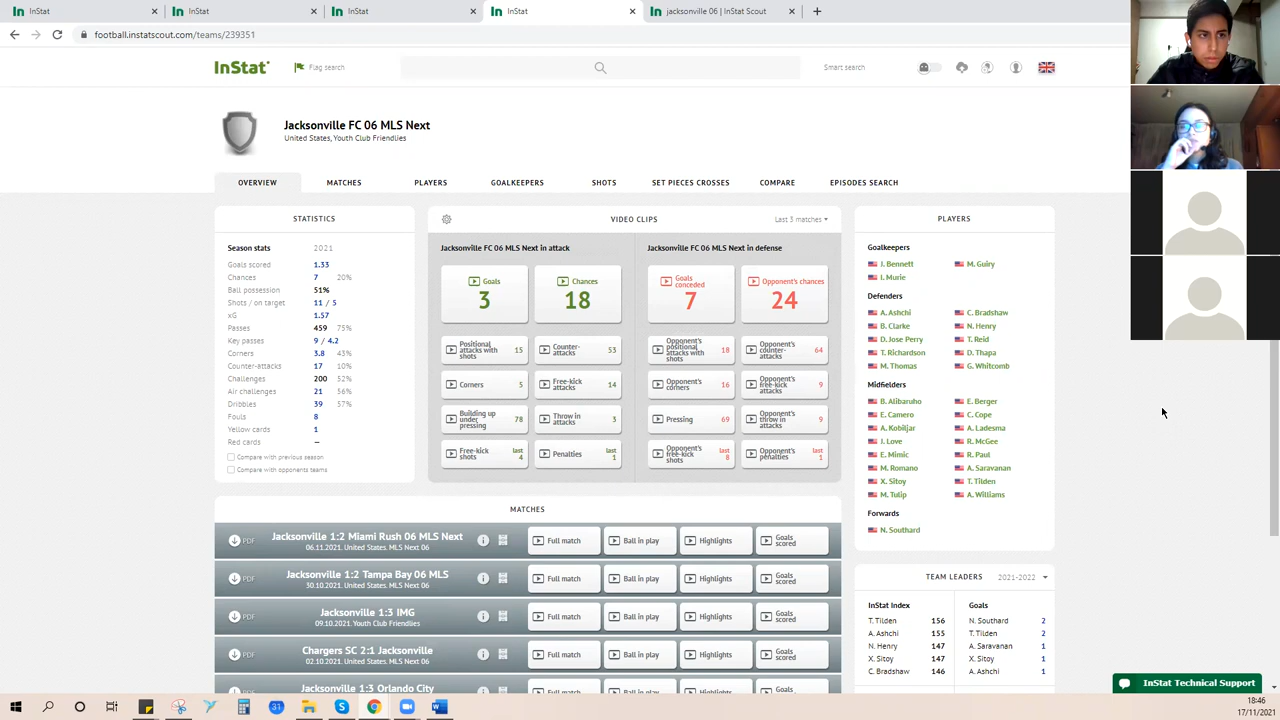 InStat
InStat
InStat
InStat
jacksonville 06 | InStat Scout
football.instatscout.com/teams/239351
InStat
Flag search
Smart search
Jacksonville FC 06 MLS Next
United States, Youth Club Friendlies
OVERVIEW MATCHES PLAYERS GOALKEEPERS SHOTS SET PIECES CROSSES COMPARE EPISODES SEARCH
STATISTICS
Season stats 2021
Goals scored 1.33
Chances 7 20%
Ball possession 51%
Shots / on target 11 / 5
xG 1.57
Passes 459 75%
Key passes 9 / 4.2
Corners 3.8 43%
Counter-attacks 17 10%
Challenges 200 52%
Air challenges 21 56%
Dribbles 39 57%
Fouls 8
Yellow cards 1
Red cards –
Compare with previous season
Compare with opponents teams
VIDEO CLIPS
Last 3 matches
Jacksonville FC 06 MLS Next in attack
Goals 3
Chances 18
Positional attacks with shots 15
Counter-attacks 53
Corners 5
Free-kick attacks 14
Building up under pressing 78
Throw in attacks 3
Free-kick shots last 4
Penalties last 1
Jacksonville FC 06 MLS Next in defense
Goals conceded 7
Opponent's chances 24
Opponent's positional attacks with shots 18
Opponent's counter-attacks 64
Opponent's corners 16
Opponent's free-kick attacks 9
Pressing 69
Opponent's throw in attacks 9
Opponent's free-kick shots last 8
Opponent's penalties last 1
PLAYERS
Goalkeepers
J. Bennett M. Guiry
I. Murie
Defenders
A. Ashchi C. Bradshaw
B. Clarke N. Henry
D. Jose Perry T. Reid
T. Richardson D. Thapa
M. Thomas G. Whitcomb
Midfielders
B. Alibaruho E. Berger
E. Camero C. Cope
A. Kobiljar A. Ladesma
J. Love R. McGee
E. Mimic R. Paul
M. Romano A. Saravanan
X. Sitoy T. Tilden
M. Tulip A. Williams
Forwards
N. Southard
MATCHES
PDF Jacksonville 1:2 Miami Rush 06 MLS Next
06.11.2021. United States. MLS Next 06
Full match Ball in play Highlights Goals scored
PDF Jacksonville 1:2 Tampa Bay 06 MLS
30.10.2021. United States. MLS Next 06
Full match Ball in play Highlights Goals scored
PDF Jacksonville 1:3 IMG
09.10.2021. Youth Club Friendlies
Full match Ball in play Highlights Goals scored
PDF Chargers SC 2:1 Jacksonville
02.10.2021. United States. MLS Next 06
Full match Ball in play Highlights Goals scored
PDF Jacksonville 1:3 Orlando City
Full match Ball in play Highlights Goals
TEAM LEADERS 2021-2022
InStat Index
T. Tilden 156
A. Ashchi 155
N. Henry 147
X. Sitoy 147
C. Bradshaw 146
Goals
N. Southard 2
T. Tilden 2
A. Saravanan 1
X. Sitoy 1
A. Ashchi 1
InStat Technical Support
31
18:46
17/11/2021